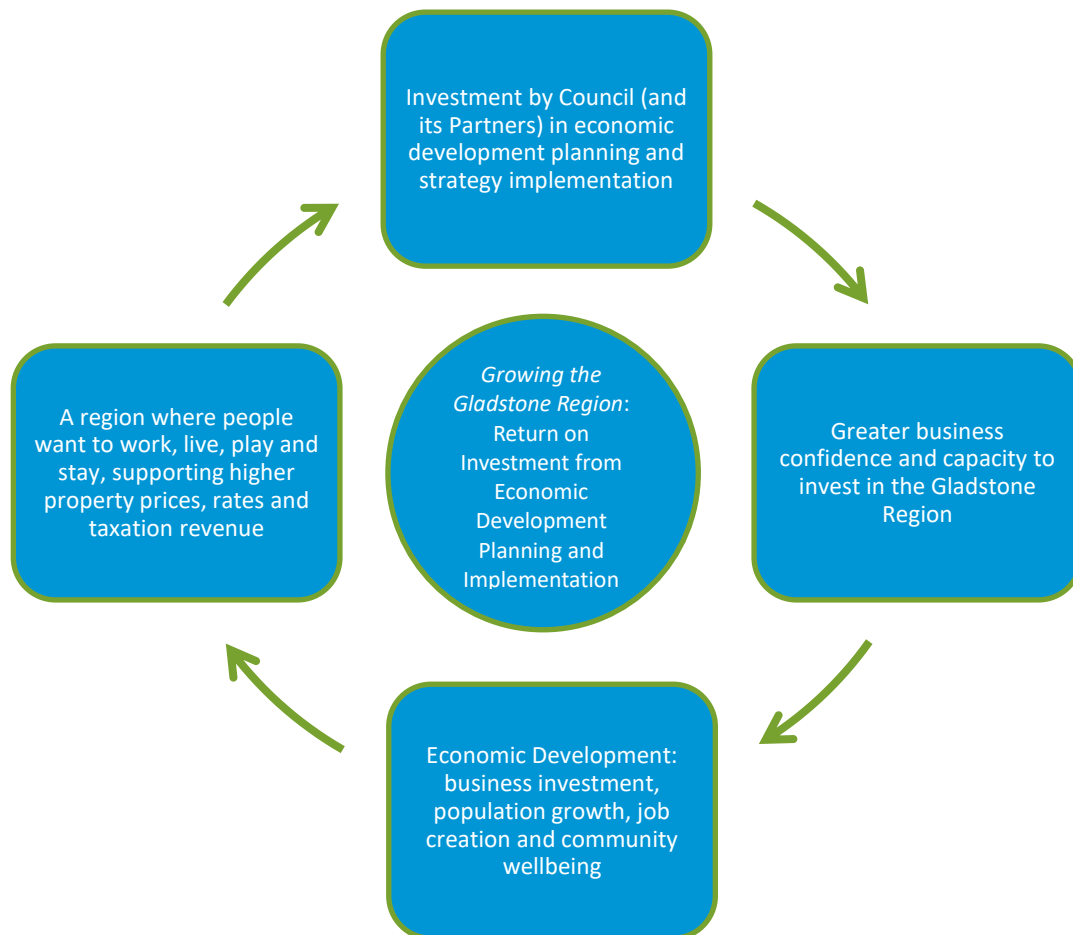 Investment by Council (and
its Partners) in economic
development planning and
strategy implementation
Growing the
Gladstone Region:
Return on
Investment from
Economic
Development
Planning and
Implementation
A region where people
want to work, live, play and
stay, supporting higher
property prices, rates and
taxation revenue
Greater business
confidence and capacity to
invest in the Gladstone
Region
Economic Development:
business investment,
population growth, job
creation and community
wellbeing